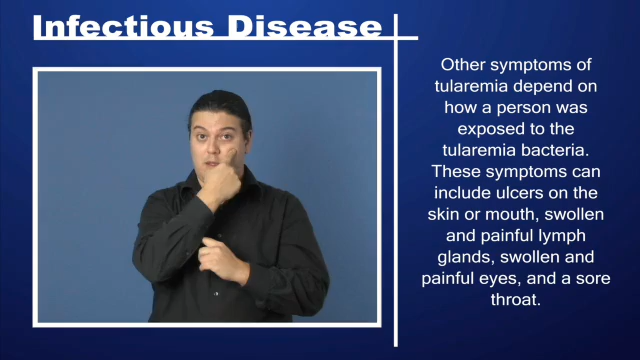 Infectious Disease
Other symptoms of
tularemia depend on
how a person was
exposed to the
tularemia bacteria.
These symptoms can
include ulcers on the
skin or mouth, swollen
and painful lymph
glands, swollen and
painful eyes, and a sore
throat.